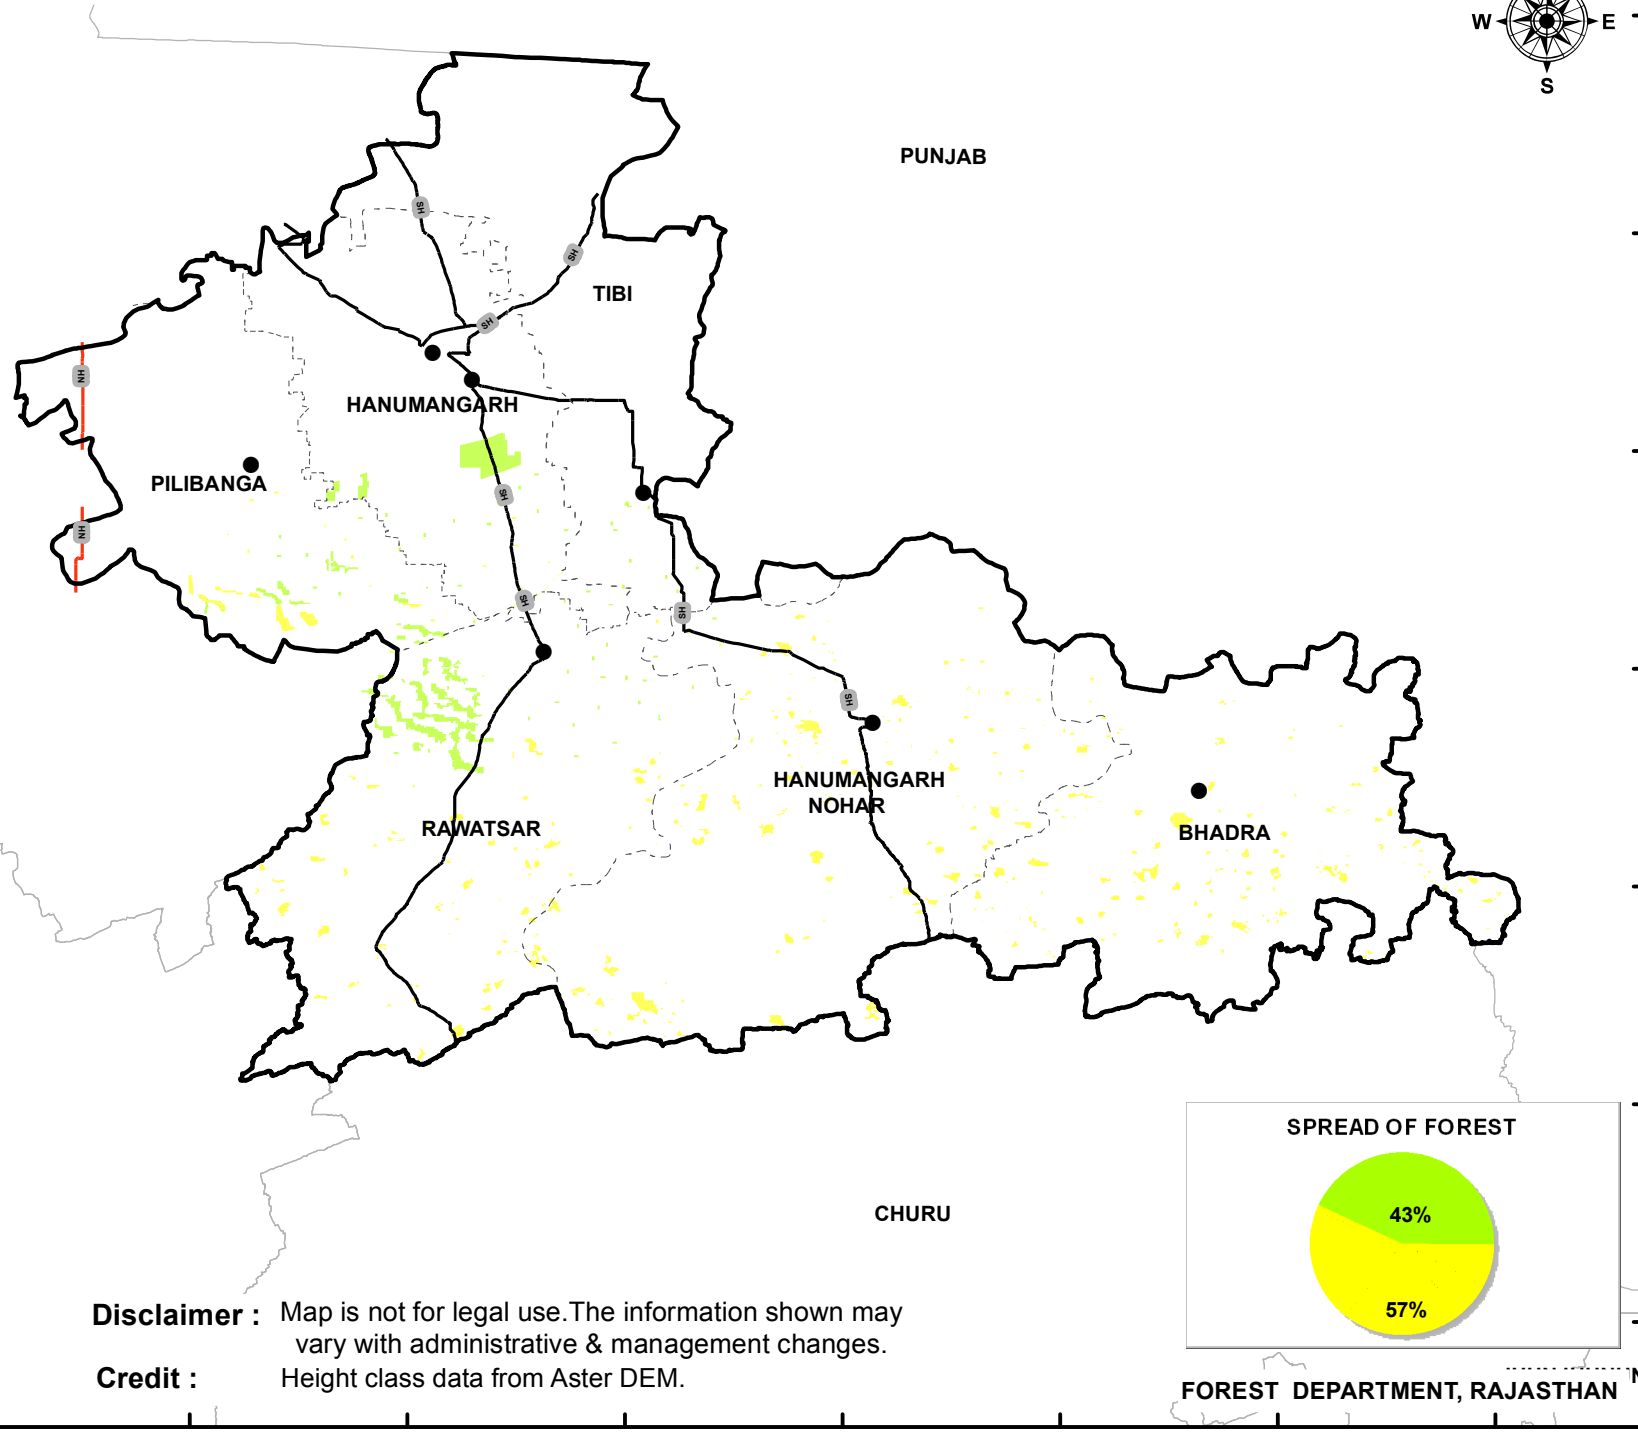 W E
S
PUNJAB
SH
SH
TIBI
SH
NH
HANUMANGARH
PILIBANGA
SH
NH
SH
SH
SH
HANUMANGARH
NOHAR
RAWATSAR
BHADRA
SPREAD OF FOREST
43%
57%
CHURU
Disclaimer : Map is not for legal use.The information shown may
vary with administrative & management changes.
Credit : Height class data from Aster DEM.
FOREST DEPARTMENT, RAJASTHAN